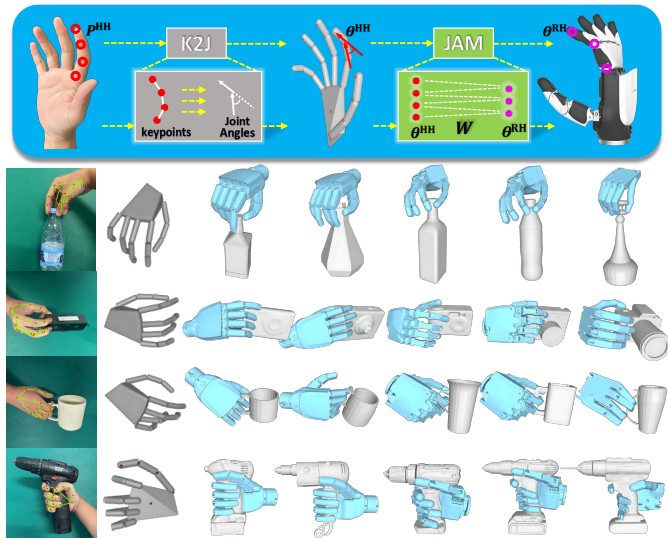 P^HH
K2J
θ^HH
JAM
θ^RH
keypoints
Joint
Angles
θ^HH
W
θ^RH